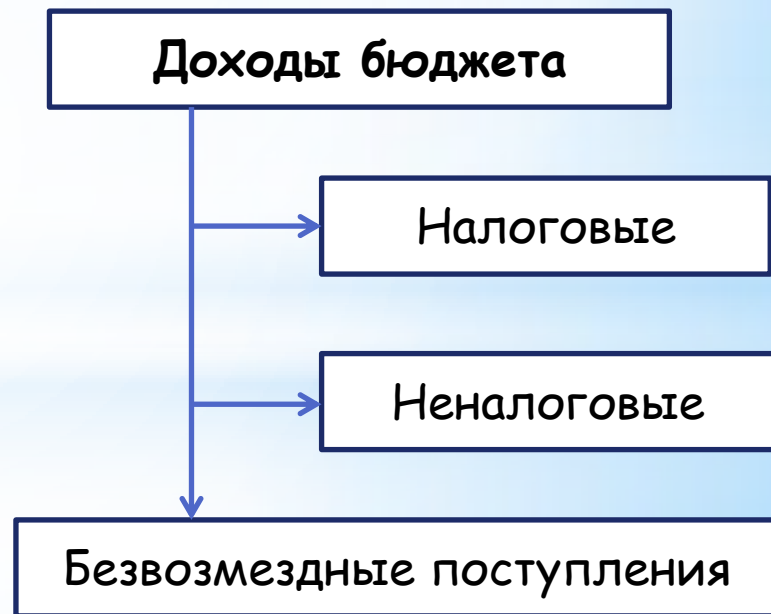 Доходы бюджета
Налоговые
Неналоговые
Безвозмездные поступления